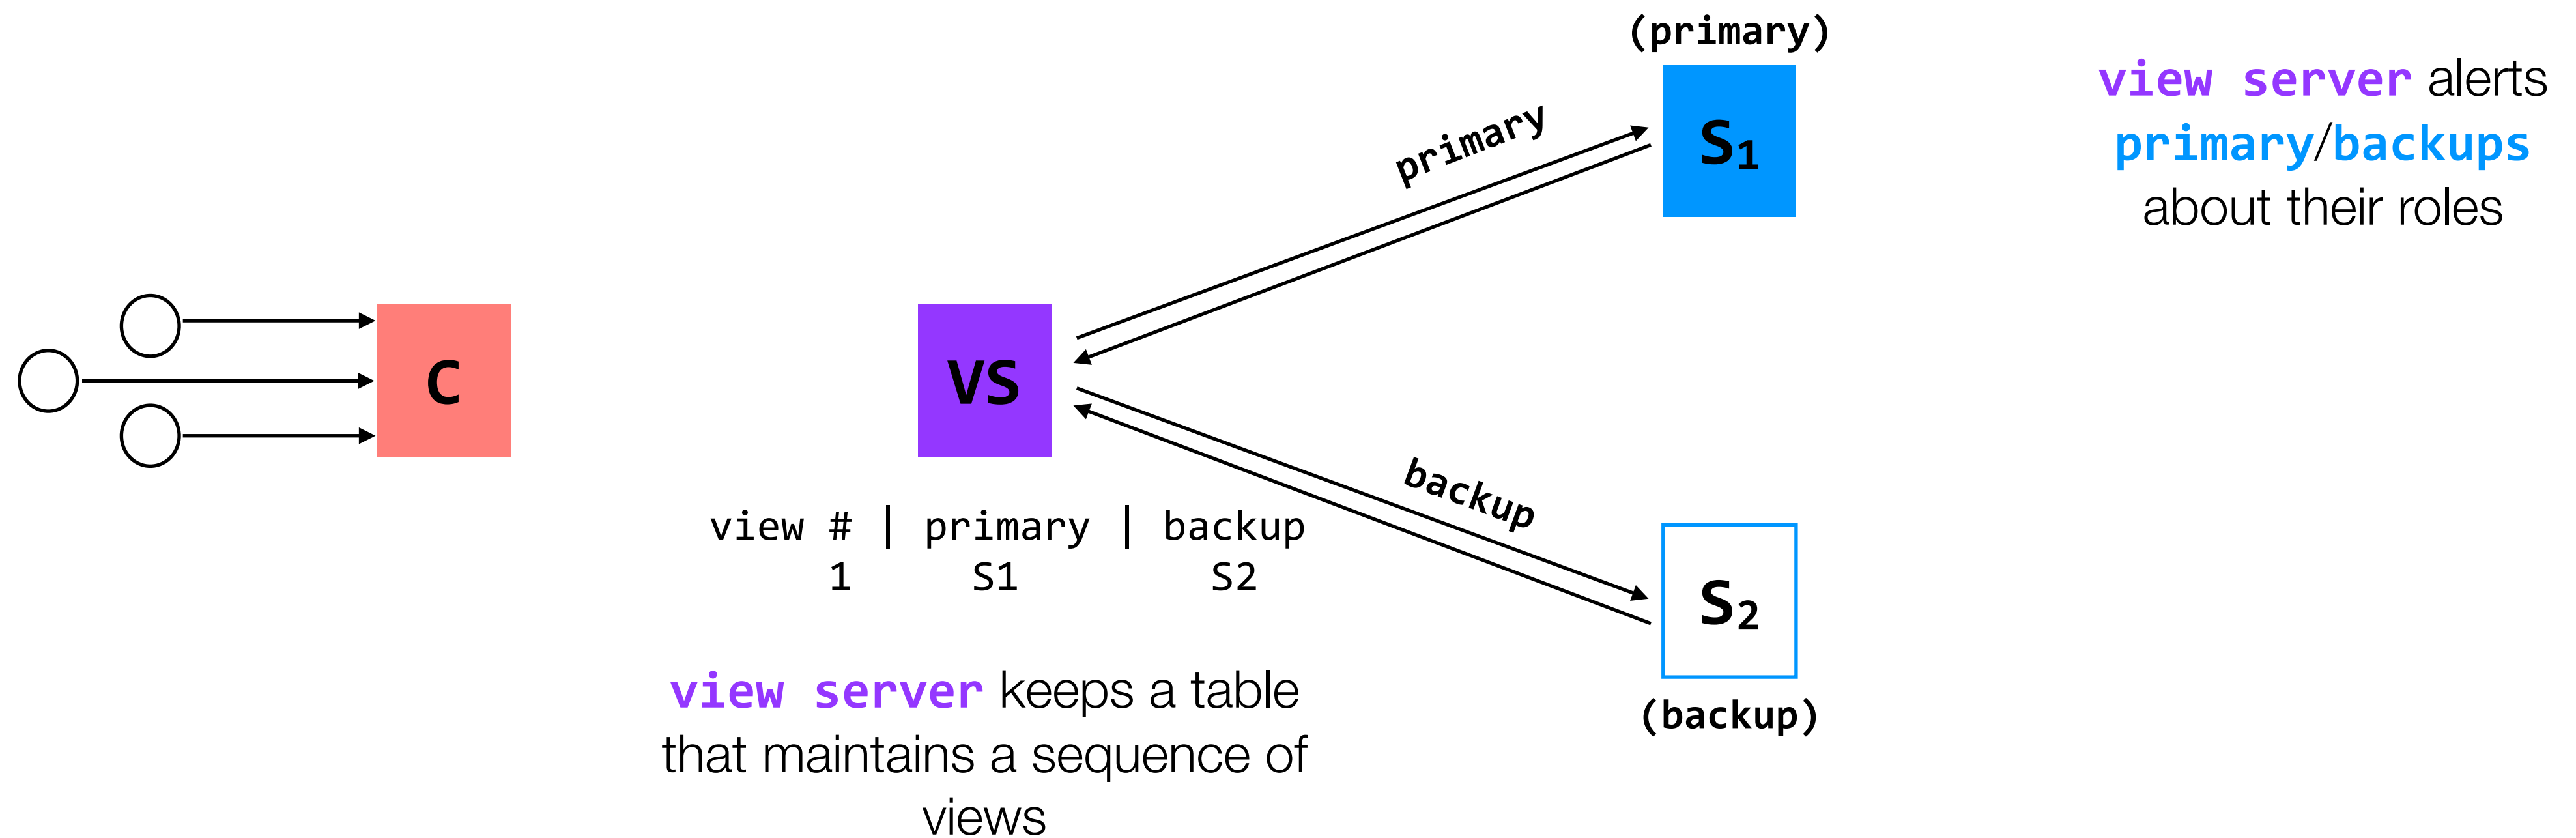 (primary)
S1
view server alerts
primary/backups
about their roles
primary
C
VS
backup
view # | primary | backup
1 S1 S2
S2
(backup)
view server keeps a table
that maintains a sequence of
views